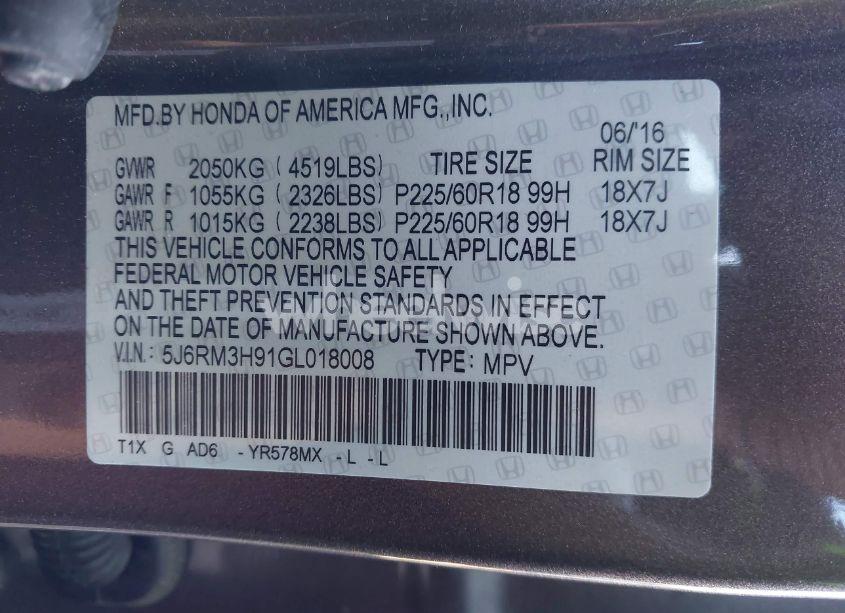 MFD.BY HONDA OF AMERICA MFG.,INC.
06/'16
GVWR 2050KG ( 4519LBS) TIRE SIZE RIM SIZE
GAWR F 1055KG ( 2326LBS) P225/60R18 99H 18X7J
GAWR R 1015KG ( 2238LBS) P225/60R18 99H 18X7J
THIS VEHICLE CONFORMS TO ALL APPLICABLE
FEDERAL MOTOR VEHICLE SAFETY
AND THEFT PREVENTION STANDARDS IN EFFECT
ON THE DATE OF MANUFACTURE SHOWN ABOVE.
V.I.N.: 5J6RM3H91GL018008 TYPE: MPV
T1X G AD6 - YR578MX - L - L